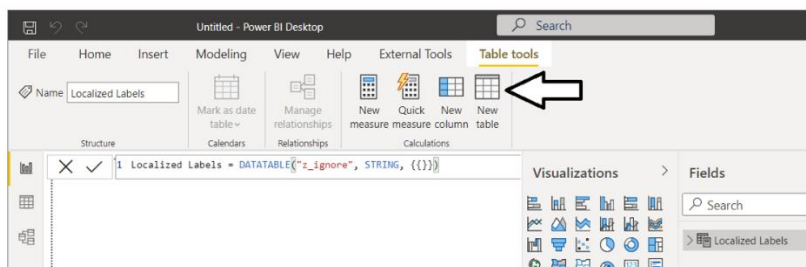 Untitled - Power BI Desktop
Search
File Home Insert Modeling View Help External Tools Table tools
Name Localized Labels
Mark as date table
Manage relationships
New measure
Quick measure
New column
New table
Structure Calendars Relationships Calculations
1 Localized Labels = DATATABLE("z_ignore", STRING, {{}})
Visualizations
Fields
Search
Localized Labels